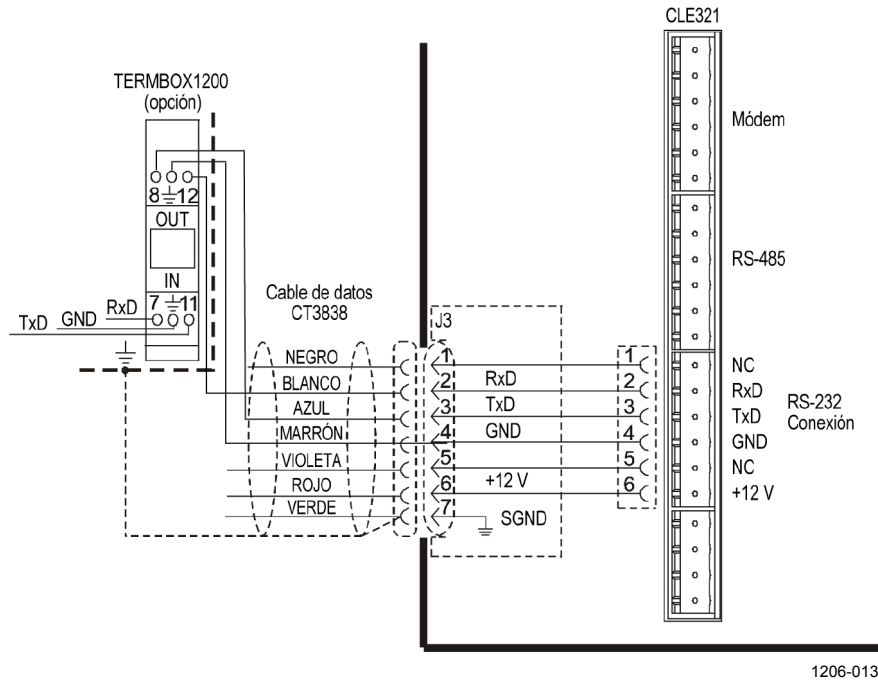 CLE321
TERMBOX1200
(opción)
Módem
8 12
OUT
IN
RS-485
7 11
RxD
GND
TxD
Cable de datos
CT3838
J3
NEGRO
BLANCO
AZUL
MARRÓN
VIOLETA
ROJO
VERDE
1
2 RxD
3 TxD
4 GND
5
6 +12 V
7 SGND
1
2
3
4
5
6
NC
RxD
TxD
GND
NC
+12 V
RS-232
Conexión
1206-013